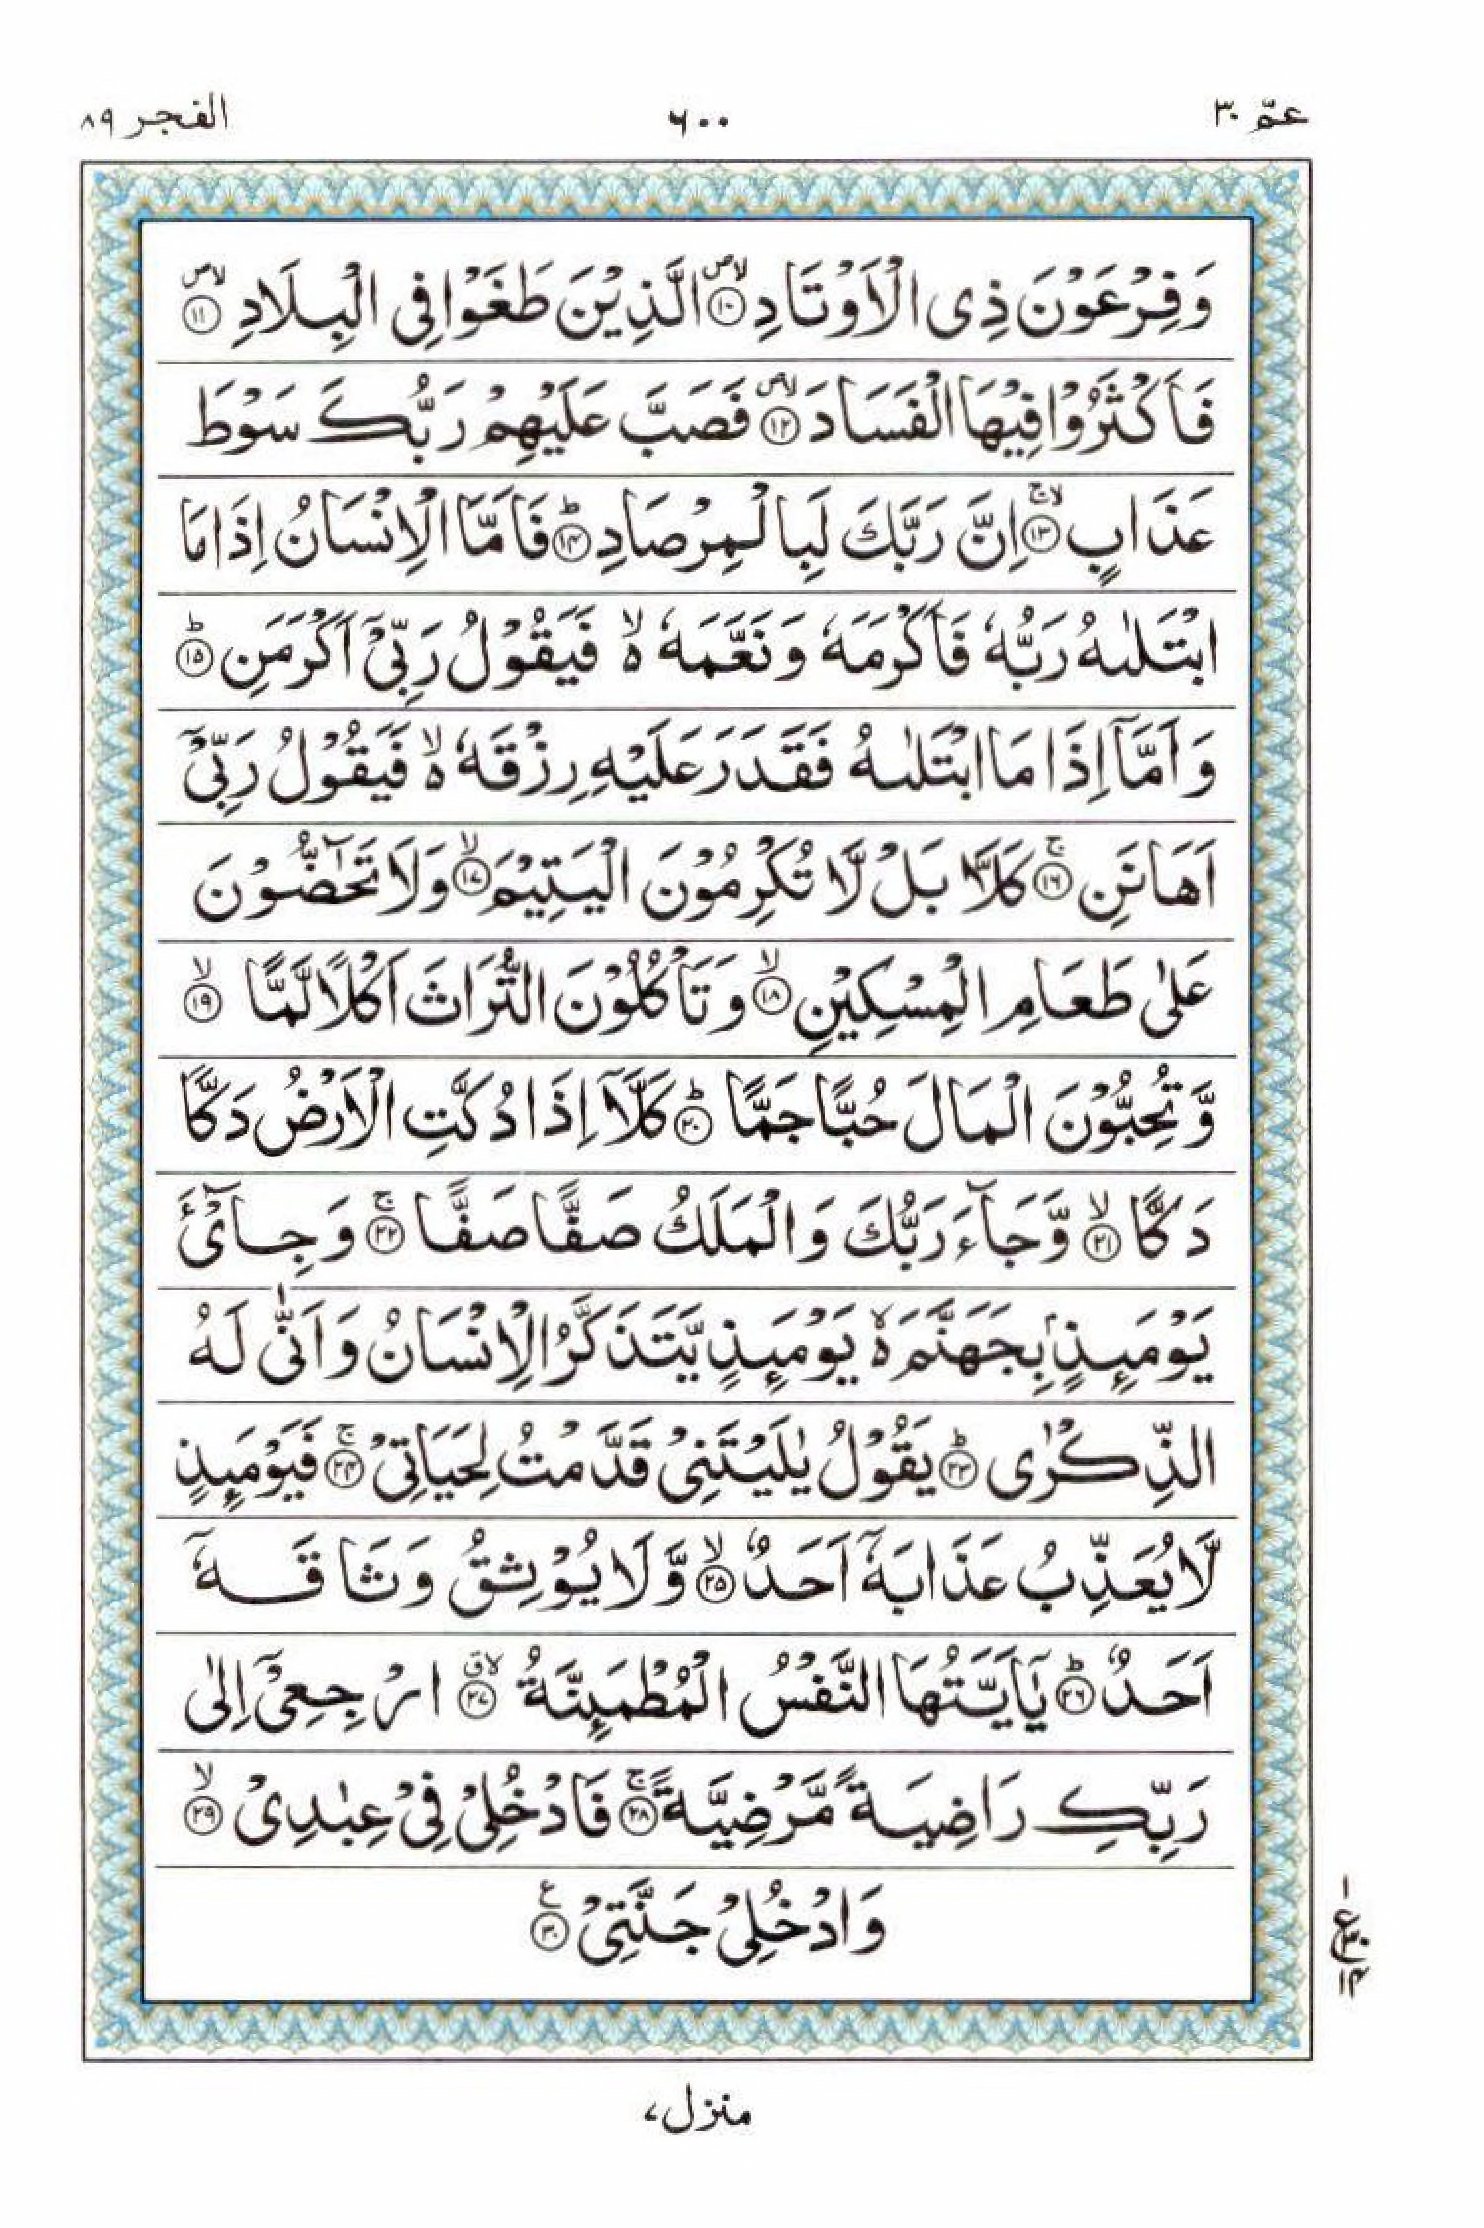 عمّ ٣٠
٦٠٠
الفجر ٨٩
وَفِرْعَوْنَ ذِى الْاَوْتَادِ ۪ۙ ﴿١٠﴾ الَّذِيْنَ طَغَوْا فِى الْبِلَادِ ۪ۙ ﴿١١﴾
فَاَكْثَرُوْا فِيْهَا الْفَسَادَ ۪ۙ ﴿١٢﴾ فَصَبَّ عَلَيْهِمْ رَبُّكَ سَوْطَ
عَذَابٍ ۚۙ ﴿١٣﴾ اِنَّ رَبَّكَ لَبِالْمِرْصَادِ ؕ ﴿١٤﴾ فَاَمَّا الْاِنْسَانُ اِذَا مَا
ابْتَلٰىهُ رَبُّهٗ فَاَكْرَمَهٗ وَنَعَّمَهٗ ۙ۬ فَيَقُوْلُ رَبِّىْۤ اَكْرَمَنِ ؕ ﴿١٥﴾
وَاَمَّاۤ اِذَا مَا ابْتَلٰىهُ فَقَدَرَ عَلَيْهِ رِزْقَهٗ ۙ۬ فَيَقُوْلُ رَبِّىْۤ
اَهَانَنِ ۚ ﴿١٦﴾ كَلَّا بَلْ لَّا تُكْرِمُوْنَ الْيَتِيْمَ ۙ ﴿١٧﴾ وَلَا تَحٰٓضُّوْنَ
عَلٰى طَعَامِ الْمِسْكِيْنِ ۙ ﴿١٨﴾ وَتَاْكُلُوْنَ التُّرَاثَ اَكْلًا لَّمًّا ۙ ﴿١٩﴾
وَّتُحِبُّوْنَ الْمَالَ حُبًّا جَمًّا ؕ ﴿٢٠﴾ كَلَّاۤ اِذَا دُكَّتِ الْاَرْضُ دَكًّا
دَكًّا ۙ ﴿٢١﴾ وَّجَآءَ رَبُّكَ وَالْمَلَكُ صَفًّا صَفًّا ۚ ﴿٢٢﴾ وَجِاىْٓءَ
يَوْمَئِذٍۭ بِجَهَنَّمَ ۙ۬ يَوْمَئِذٍ يَّتَذَكَّرُ الْاِنْسَانُ وَاَنّٰى لَهُ
الذِّكْرٰى ؕ ﴿٢٣﴾ يَقُوْلُ يٰلَيْتَنِىْ قَدَّمْتُ لِحَيَاتِىْ ۚ ﴿٢٤﴾ فَيَوْمَئِذٍ
لَّا يُعَذِّبُ عَذَابَهٗۤ اَحَدٌ ۙ ﴿٢٥﴾ وَّلَا يُوْثِقُ وَثَاقَهٗۤ
اَحَدٌ ؕ ﴿٢٦﴾ يٰۤاَيَّتُهَا النَّفْسُ الْمُطْمَئِنَّةُ ۖۙ ﴿٢٧﴾ ارْجِعِىْۤ اِلٰى
رَبِّكِ رَاضِيَةً مَّرْضِيَّةً ۚ ﴿٢٨﴾ فَادْخُلِىْ فِىْ عِبٰدِىْ ۙ ﴿٢٩﴾
وَادْخُلِىْ جَنَّتِىْ ﴿٣٠﴾
منزل ٧